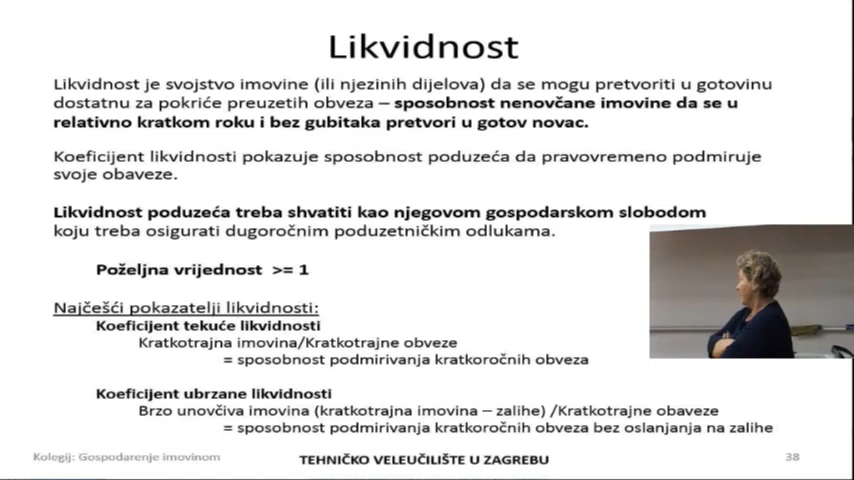 Likvidnost
Likvidnost je svojstvo imovine (ili njezinih dijelova) da se mogu pretvoriti u gotovinu
dostatnu za pokriće preuzetih obveza – sposobnost nenovčane imovine da se u
relativno kratkom roku i bez gubitaka pretvori u gotov novac.
Koeficijent likvidnosti pokazuje sposobnost poduzeća da pravovremeno podmiruje
svoje obaveze.
Likvidnost poduzeća treba shvatiti kao njegovom gospodarskom slobodom
koju treba osigurati dugoročnim poduzetničkim odlukama.
Poželjna vrijednost >= 1
Najčešći pokazatelji likvidnosti:
Koeficijent tekuće likvidnosti
Kratkotrajna imovina/Kratkotrajne obveze
= sposobnost podmirivanja kratkoročnih obveza
Koeficijent ubrzane likvidnosti
Brzo unovčiva imovina (kratkotrajna imovina – zalihe) /Kratkotrajne obaveze
= sposobnost podmirivanja kratkoročnih obveza bez oslanjanja na zalihe
Kolegij: Gospodarenje imovinom
TEHNIČKO VELEUČILIŠTE U ZAGREBU
38